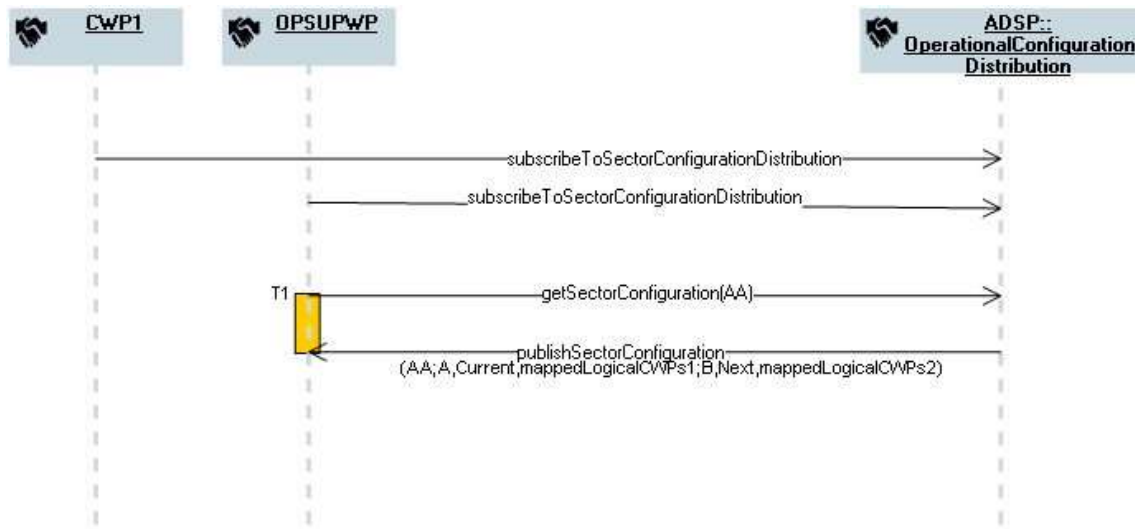 CWP1
OPSUPWP
ADSP::
OperationalConfiguration
Distribution
subscribeToSectorConfigurationDistribution
subscribeToSectorConfigurationDistribution
T1
getSectorConfiguration(AA)
publishSectorConfiguration
(AA;A,Current,mappedLogicalCWPs1;B,Next,mappedLogicalCWPs2)